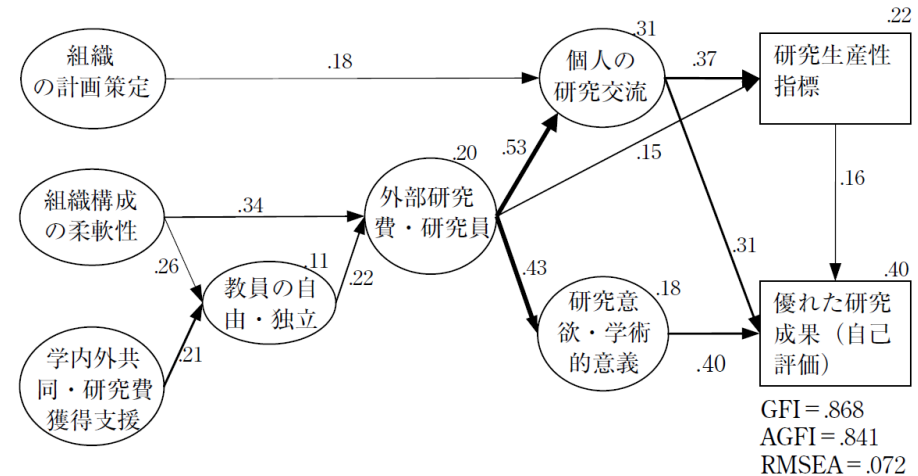 組織
の計画策定
.18
.31
個人の
研究交流
.37
.22
研究生産性
指標
.53
.15
.16
.20
外部研究
費・研究員
組織構成
の柔軟性
.34
.26
.11
教員の自
由・独立
.22
.43
.31
.18
研究意
欲・学術
的意義
.40
.40
優れた研究
成果（自己
評価）
学内外共
同・研究費
獲得支援
.21
GFI＝.868
AGFI＝.841
RMSEA＝.072